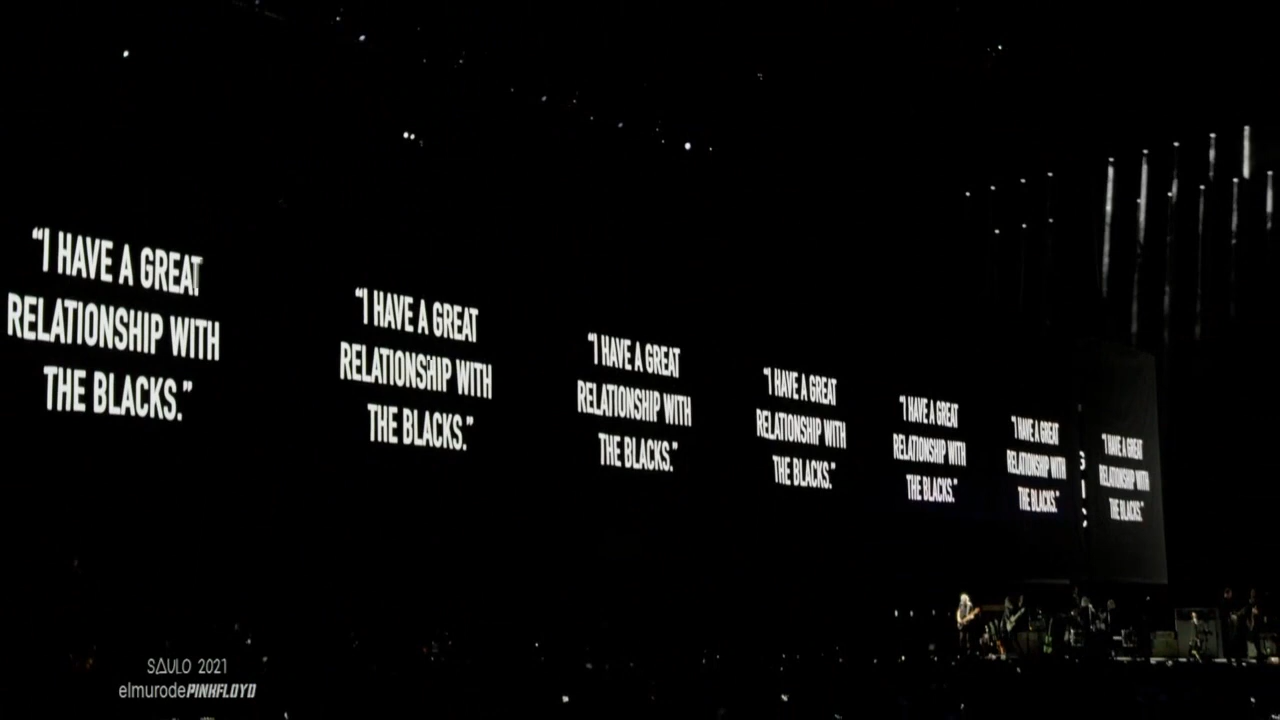 “I HAVE A GREAT
RELATIONSHIP WITH
THE BLACKS.”
“I HAVE A GREAT
RELATIONSHIP WITH
THE BLACKS.”
“I HAVE A GREAT
RELATIONSHIP WITH
THE BLACKS.”
“I HAVE A GREAT
RELATIONSHIP WITH
THE BLACKS.”
“I HAVE A GREAT
RELATIONSHIP WITH
THE BLACKS.”
“I HAVE A GREAT
RELATIONSHIP WITH
THE BLACKS.”
“I HAVE A GREAT
RELATIONSHIP WITH
THE BLACKS.”
SAULO 2021
elmurodePINKFLOYD